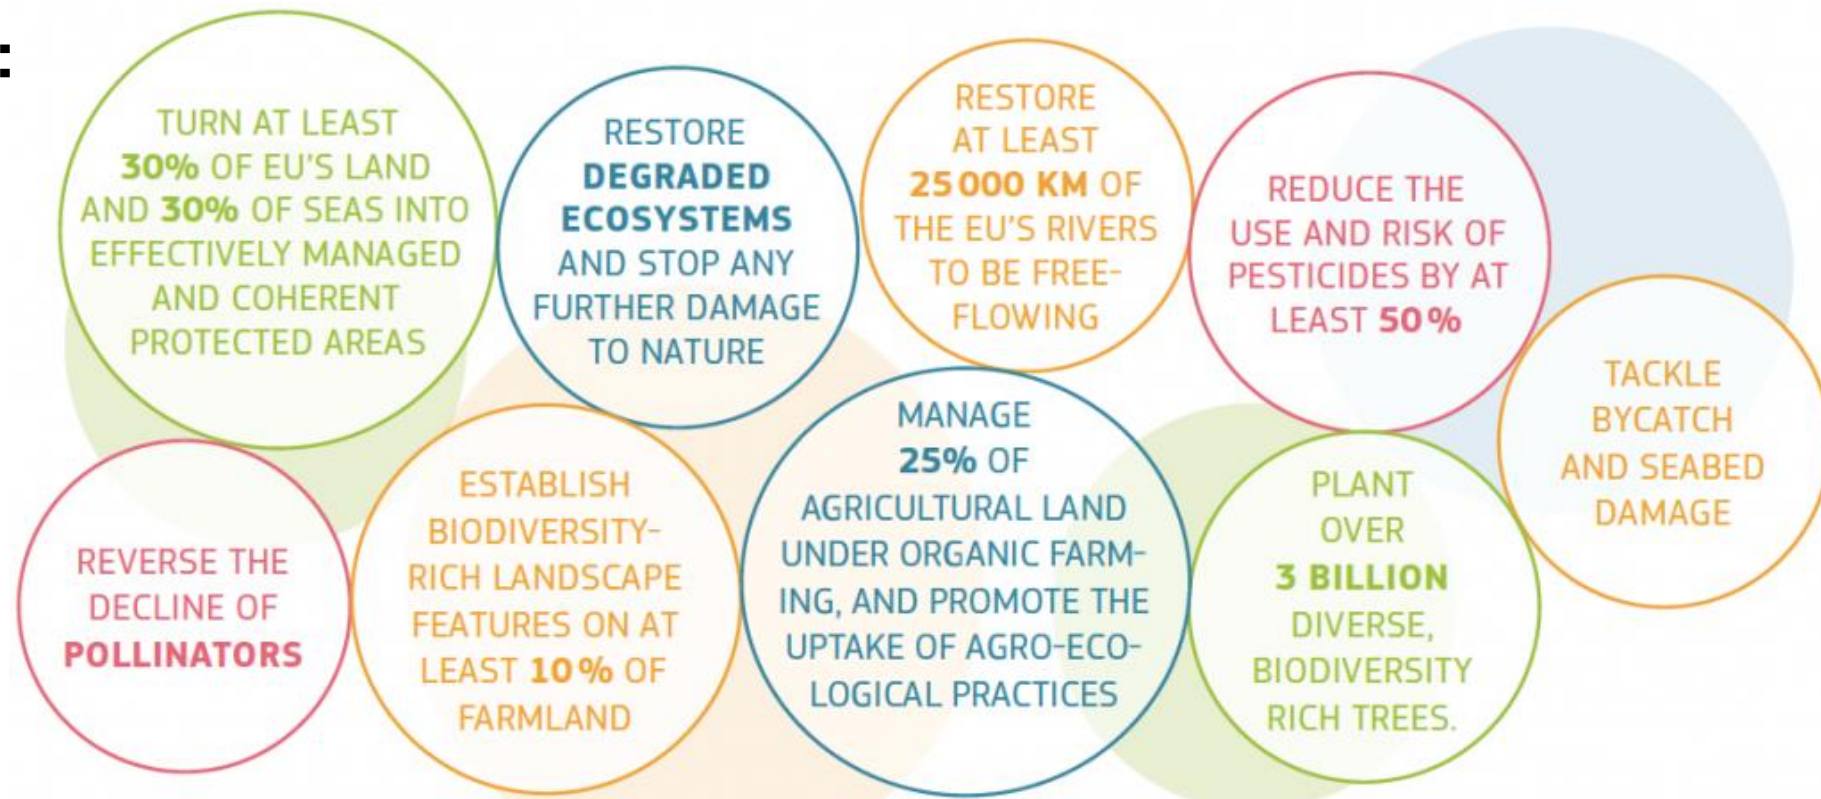 :
TURN AT LEAST
30% OF EU'S LAND
AND 30% OF SEAS INTO
EFFECTIVELY MANAGED
AND COHERENT
PROTECTED AREAS
RESTORE
DEGRADED
ECOSYSTEMS
AND STOP ANY
FURTHER DAMAGE
TO NATURE
RESTORE
AT LEAST
25 000 KM OF
THE EU'S RIVERS
TO BE FREE-
FLOWING
REDUCE THE
USE AND RISK OF
PESTICIDES BY AT
LEAST 50%
TACKLE
BYCATCH
AND SEABED
DAMAGE
REVERSE THE
DECLINE OF
POLLINATORS
ESTABLISH
BIODIVERSITY-
RICH LANDSCAPE
FEATURES ON AT
LEAST 10% OF
FARMLAND
MANAGE
25% OF
AGRICULTURAL LAND
UNDER ORGANIC FARM-
ING, AND PROMOTE THE
UPTAKE OF AGRO-ECO-
LOGICAL PRACTICES
PLANT
OVER
3 BILLION
DIVERSE,
BIODIVERSITY
RICH TREES.